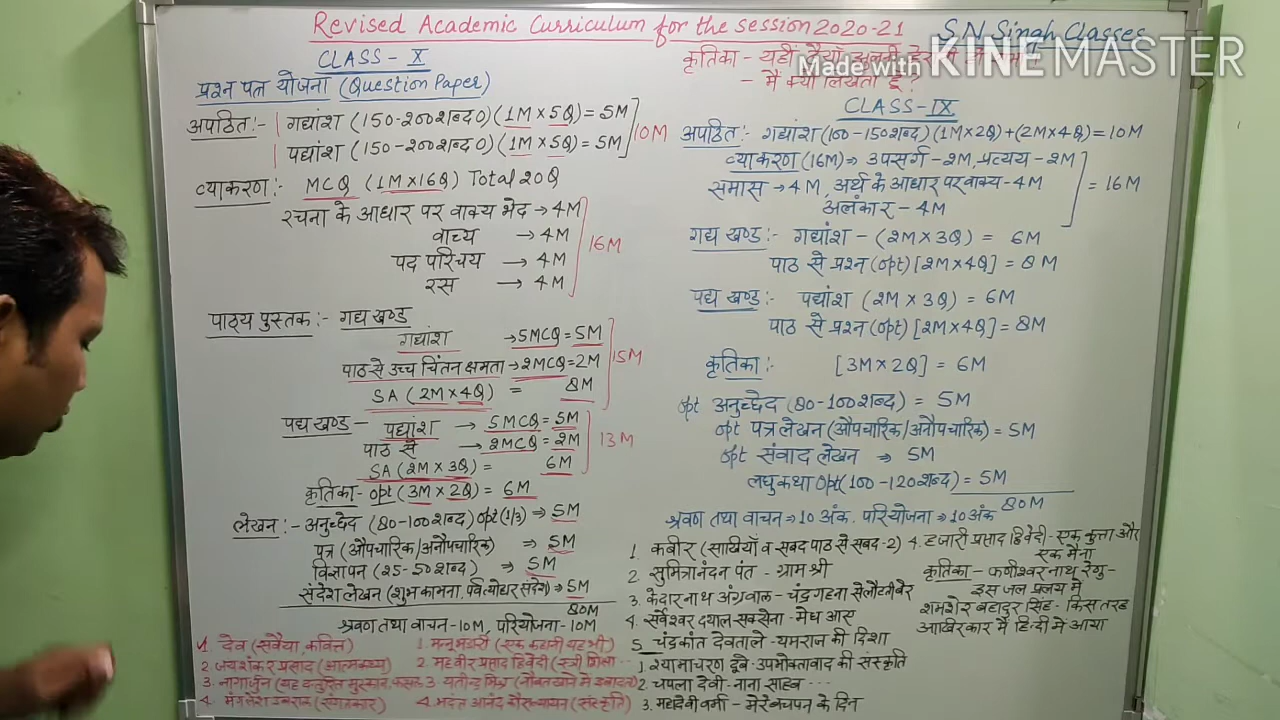 Revised Academic Curriculum for the session 2020-21
S.N Singh Classes
Made with KINEMASTER
CLASS - X
प्रश्न पत्र योजना (Question Paper)
अपठित:- गद्यांश (150-200शब्द०) (1M×5Q) = 5M
पद्यांश (150-200शब्द०) (1M×5Q) = 5M
10M
व्याकरण:- MCQ (1M×16Q) Total 20Q
रचना के आधार पर वाक्य भेद → 4M
वाच्य → 4M
पद परिचय → 4M
रस → 4M
16M
पाठ्य पुस्तक:- गद्य खण्ड
गद्यांश → 5MCQ = 5M
पाठ से उच्च चिंतन क्षमता → 2MCQ = 2M
SA (2M×4Q) = 8M
15M
पद्य खण्ड - पद्यांश → 5MCQ = 5M
पाठ से → 2MCQ = 2M
SA (2M×3Q) = 6M
13M
कृतिका- opt (3M×2Q) = 6M
लेखन:- अनुच्छेद (80-100शब्द) opt (1/3) ⇒ 5M
पत्र (औपचारिक/अनौपचारिक) ⇒ 5M
विज्ञापन (25-50शब्द) ⇒ 5M
संदेश लेखन (शुभकामना, पर्व त्योहार संदेश) ⇒ 5M
80M
श्रवण तथा वाचन-10M, परियोजना-10M
1. देव (सवैया, कवित्त)
2. जयशंकर प्रसाद (आत्मकथ्य)
3. नागार्जुन (यह दन्तुरित मुस्कान, फसल)
4. मंगलेश डबराल (संगतकार)
1. मन्नू भंडारी (एक कहानी यह भी)
2. महावीर प्रसाद द्विवेदी (स्त्री शिक्षा ...
3. यतीन्द्र मिश्र (नौबतखाने में इबादत)
4. भदंत आनंद कौसल्यायन (संस्कृति)
कृतिका -
- मैं क्या लिखता हूँ?
CLASS-IX
अपठित:- गद्यांश (100-150शब्द) (1M×2Q)+(2M×4Q) = 10M
व्याकरण (16M) ⇒ उपसर्ग-2M, प्रत्यय-2M
समास → 4M, अर्थ के आधार पर वाक्य-4M
अलंकार - 4M
= 16M
गद्य खण्ड:- गद्यांश - (2M×3Q) = 6M
पाठ से प्रश्न (opt) [2M×4Q] = 8M
पद्य खण्ड:- पद्यांश (2M×3Q) = 6M
पाठ से प्रश्न (opt) [2M×4Q] = 8M
कृतिका:- [3M×2Q] = 6M
opt अनुच्छेद (80-100शब्द) = 5M
opt पत्र लेखन (औपचारिक/अनौपचारिक) = 5M
opt संवाद लेखन ⇒ 5M
लघुकथा opt (100-120शब्द) = 5M
80M
श्रवण तथा वाचन ⇒ 10 अंक. परियोजना ⇒ 10अंक
1. कबीर (साखियाँ व सबद पाठ से सबद-2)
2. सुमित्रानंदन पंत - ग्राम श्री
3. केदारनाथ अग्रवाल - चंद्रगहना से लौटती बेर
4. सर्वेश्वर दयाल सक्सेना - मेघ आए
5. चंद्रकांत देवताले - यमराज की दिशा
1. श्यामाचरण दूबे - उपभोक्तावाद की संस्कृति
2. चपला देवी - नाना साहब ...
3. महादेवी वर्मा - मेरे बचपन के दिन
4. हजारी प्रसाद द्विवेदी - एक कुत्ता और
एक मैना
कृतिका - फणीश्वर नाथ रेणु -
इस जल प्रलय में
शमशेर बहादुर सिंह - किस तरह
आखिरकार मैं हिंदी में आया